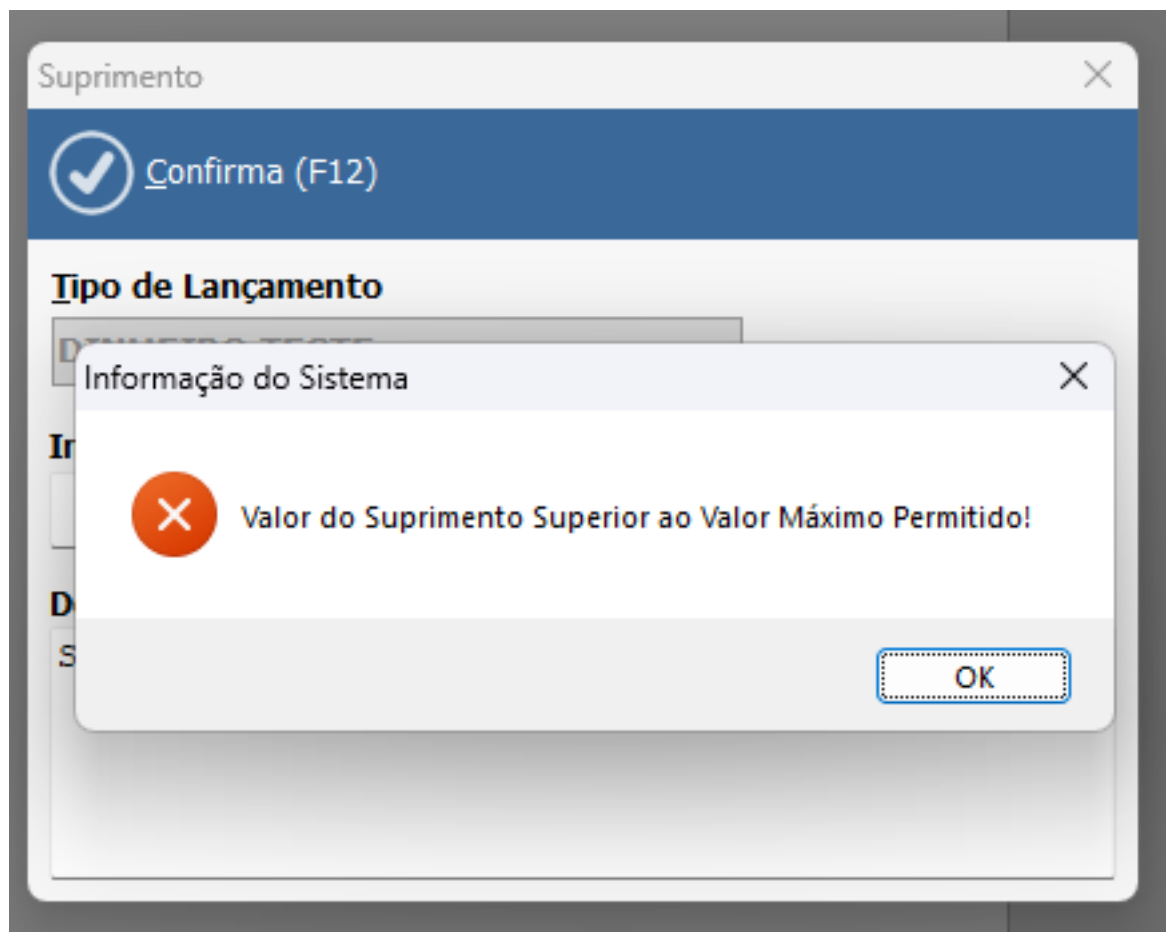 Suprimento
Confirma (F12)
Tipo de Lançamento
Informação do Sistema
Valor do Suprimento Superior ao Valor Máximo Permitido!
OK